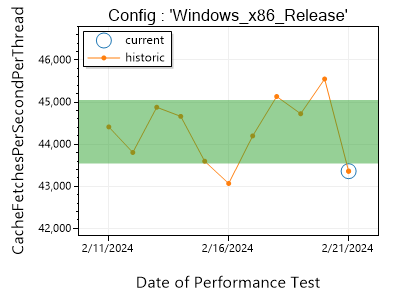 Config : 'Windows_x86_Release'
current
historic
CacheFetchesPerSecondPerThread
46,000
45,000
44,000
43,000
42,000
2/11/2024
2/16/2024
2/21/2024
Date of Performance Test